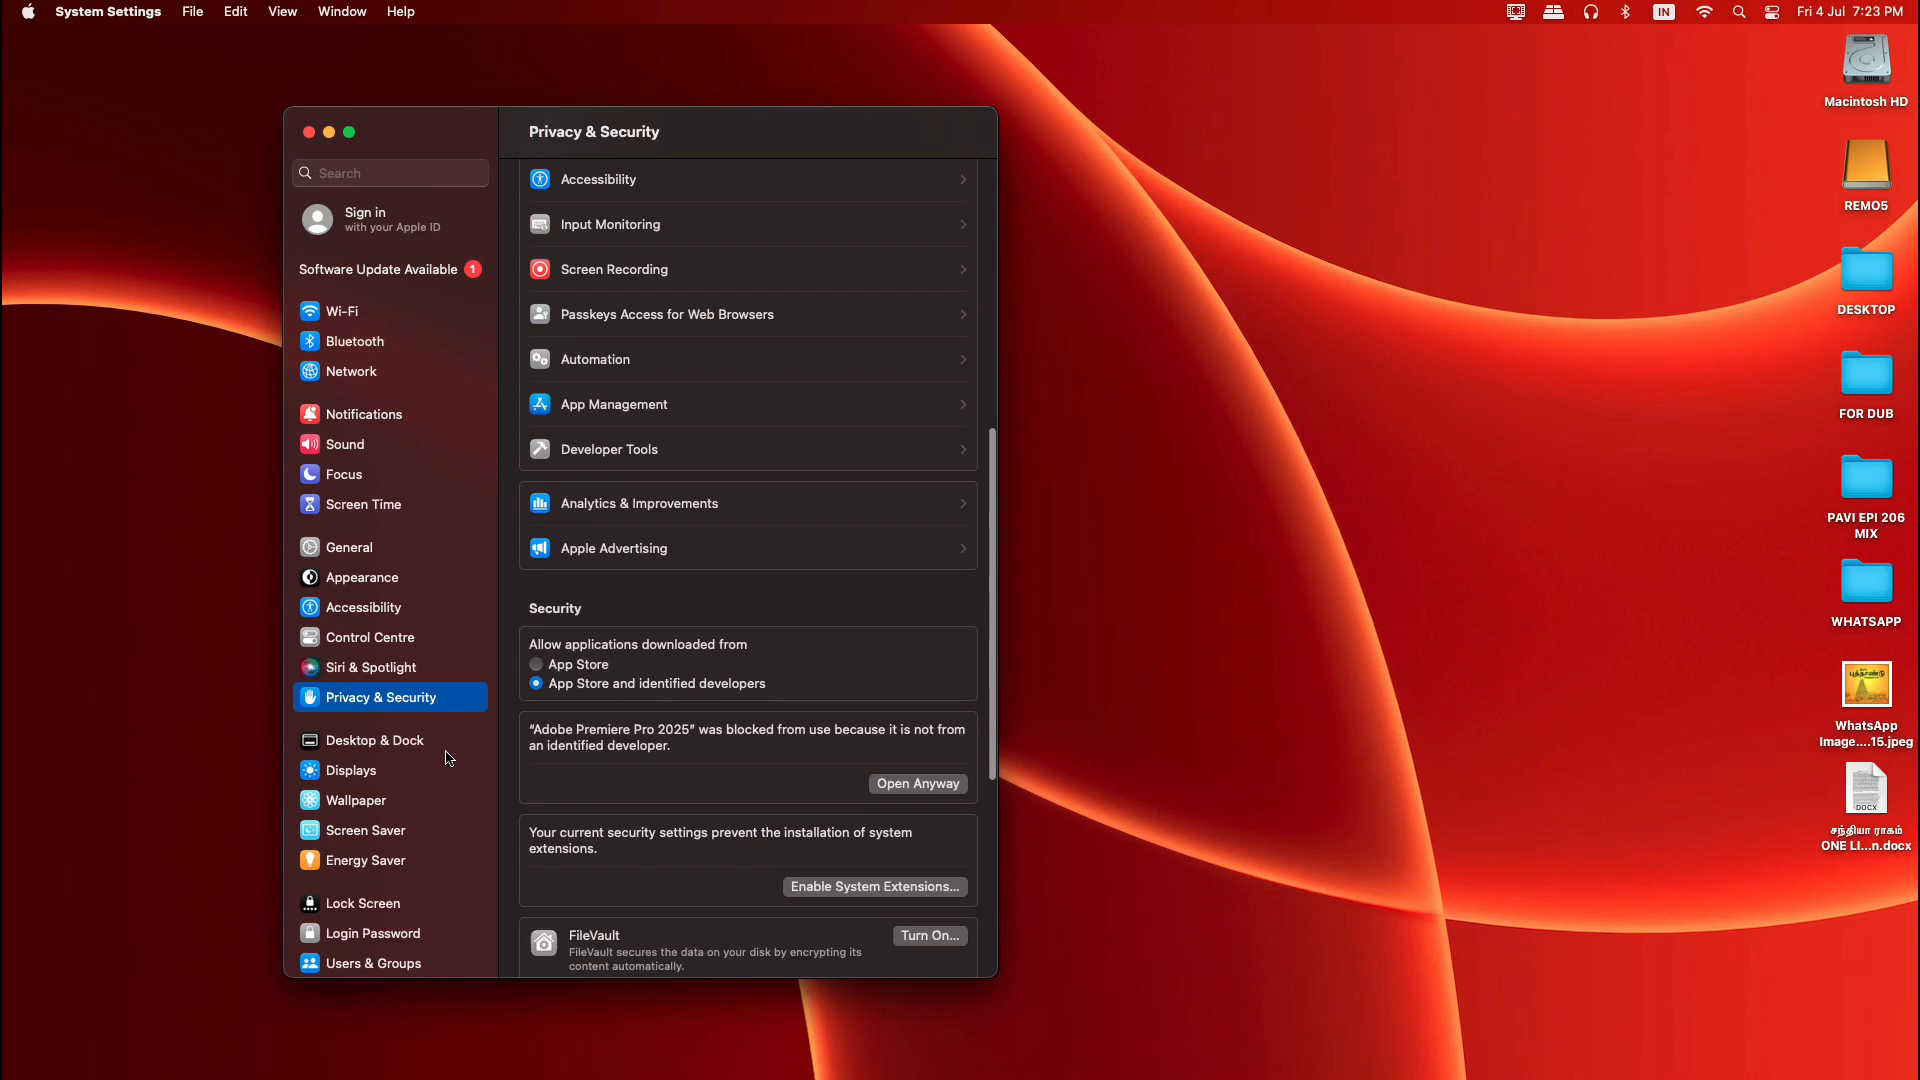 System Settings File Edit View Window Help
IN Fri 4 Jul 7:23 PM
Privacy & Security
Search
Sign in
with your Apple ID
Software Update Available 1
Wi-Fi
Bluetooth
Network
Notifications
Sound
Focus
Screen Time
General
Appearance
Accessibility
Control Centre
Siri & Spotlight
Privacy & Security
Desktop & Dock
Displays
Wallpaper
Screen Saver
Energy Saver
Lock Screen
Login Password
Users & Groups
Accessibility
Input Monitoring
Screen Recording
Passkeys Access for Web Browsers
Automation
App Management
Developer Tools
Analytics & Improvements
Apple Advertising
Security
Allow applications downloaded from
App Store
App Store and identified developers
"Adobe Premiere Pro 2025" was blocked from use because it is not from
an identified developer.
Open Anyway
Your current security settings prevent the installation of system
extensions.
Enable System Extensions...
FileVault
Turn On...
FileVault secures the data on your disk by encrypting its
content automatically.
Macintosh HD
REMO5
DESKTOP
FOR DUB
PAVI EPI 206
MIX
WHATSAPP
WhatsApp
Image....15.jpeg
DOCX
சந்தியா ராகம்
ONE LI...n.docx